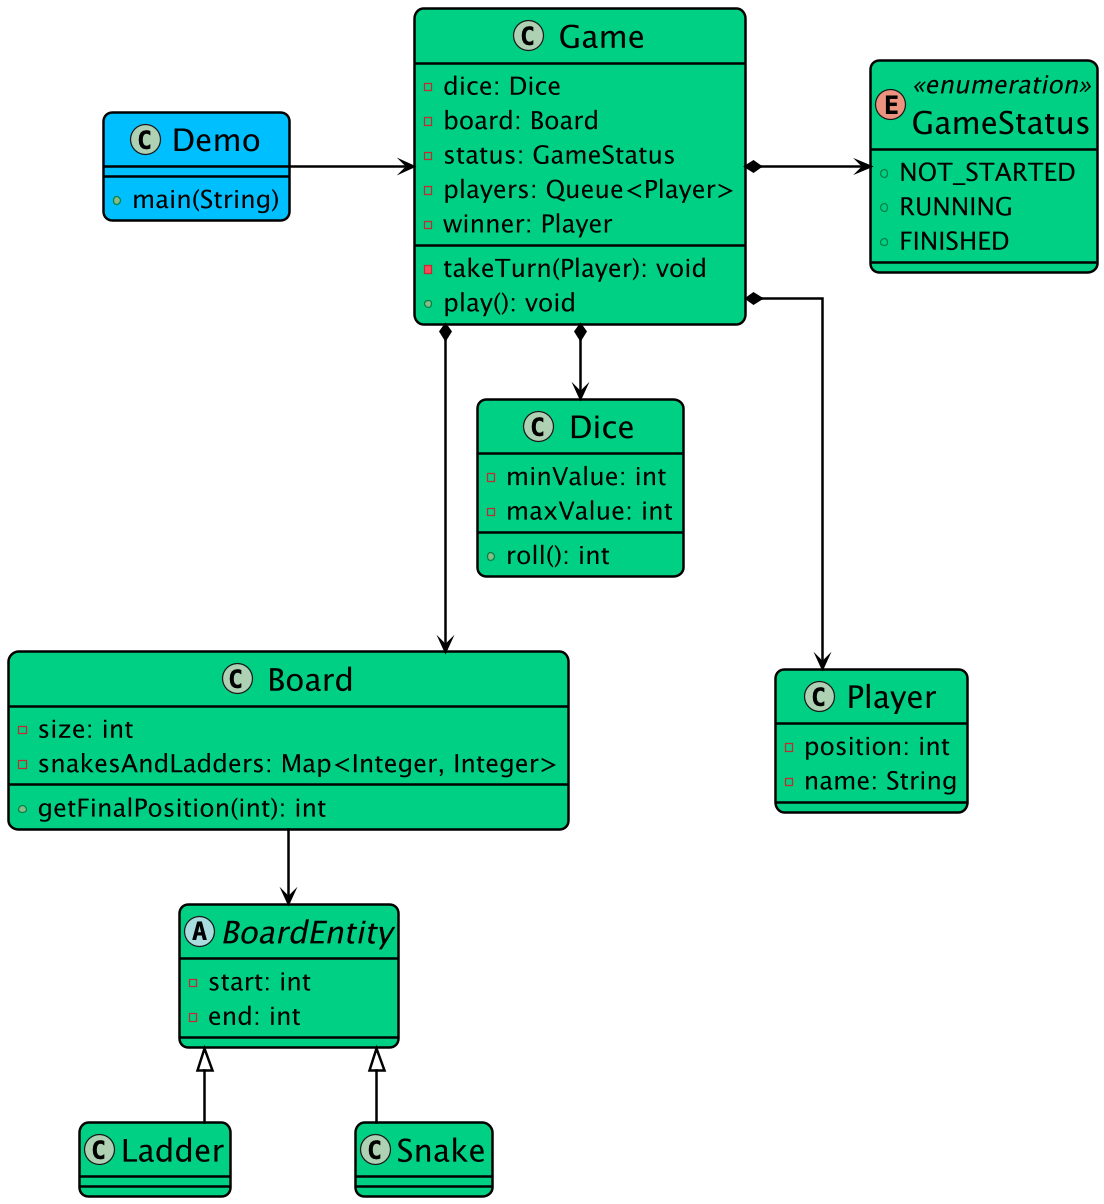 C Game
dice: Dice
board: Board
status: GameStatus
players: Queue<Player>
winner: Player
takeTurn(Player): void
play(): void
C Demo
main(String)
«enumeration»
E GameStatus
NOT_STARTED
RUNNING
FINISHED
C Dice
minValue: int
maxValue: int
roll(): int
C Board
size: int
snakesAndLadders: Map<Integer, Integer>
getFinalPosition(int): int
C Player
position: int
name: String
A BoardEntity
start: int
end: int
C Ladder
C Snake